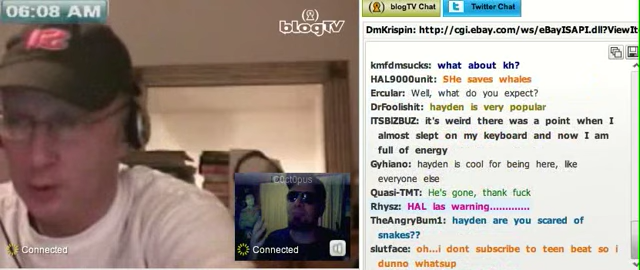 06:08 AM
blogTV
C0ct0pus
Connected
Connected
blogTV Chat
Twitter Chat
DmKrispin: http://cgi.ebay.com/ws/eBayISAPI.dll?ViewIt
kmfdmsucks: what about kh?
HAL9000unit: SHe saves whales
Ercular: Well, what do you expect?
DrFoolishit: hayden is very popular
ITSBIZBUZ: it's weird there was a point when I
almost slept on my keyboard and now I am
full of energy
Gyhiano: hayden is cool for being here, like
everyone else
Quasi-TMT: He's gone, thank fuck
Rhysz: HAL las warning.............
TheAngryBum1: hayden are you scared of
snakes??
slutface: oh...i dont subscribe to teen beat so i
dunno whatsup